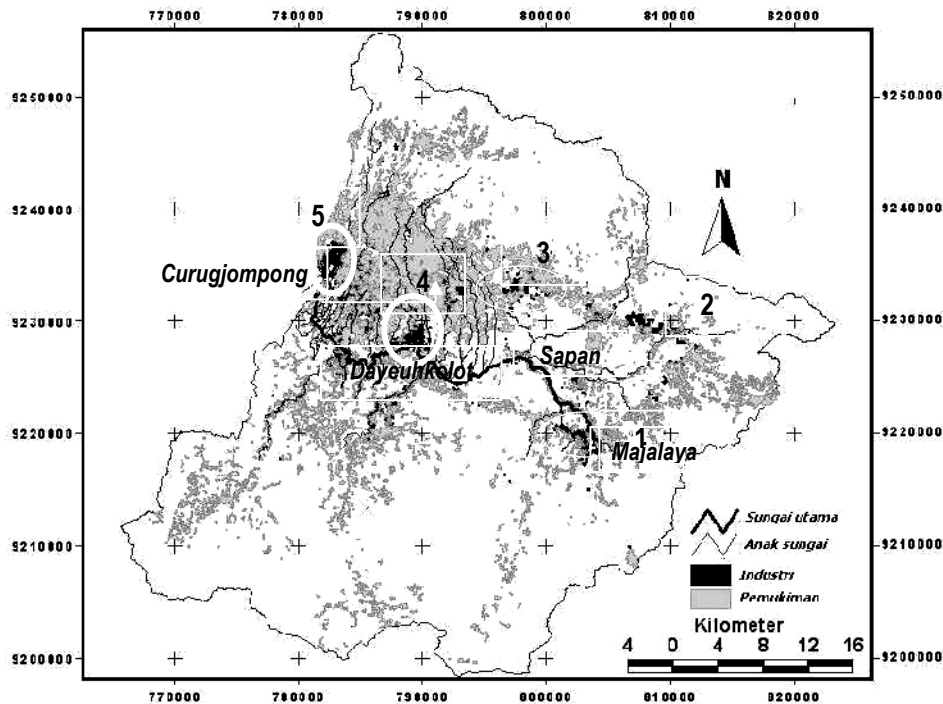 770000 780000 790000 800000 810000 820000
9250000 9250000
N
9240000 9240000
5
3
Curugjompong
4
2
9230000 9230000
Sapan
Dayeuhkolot
9220000 9220000
1
Majalaya
Sungai utama
9210000 Anak sungai 9210000
Industri
Pemukiman
Kilometer
9200000 4 0 4 8 12 16 9200000
770000 780000 790000 800000 810000 820000